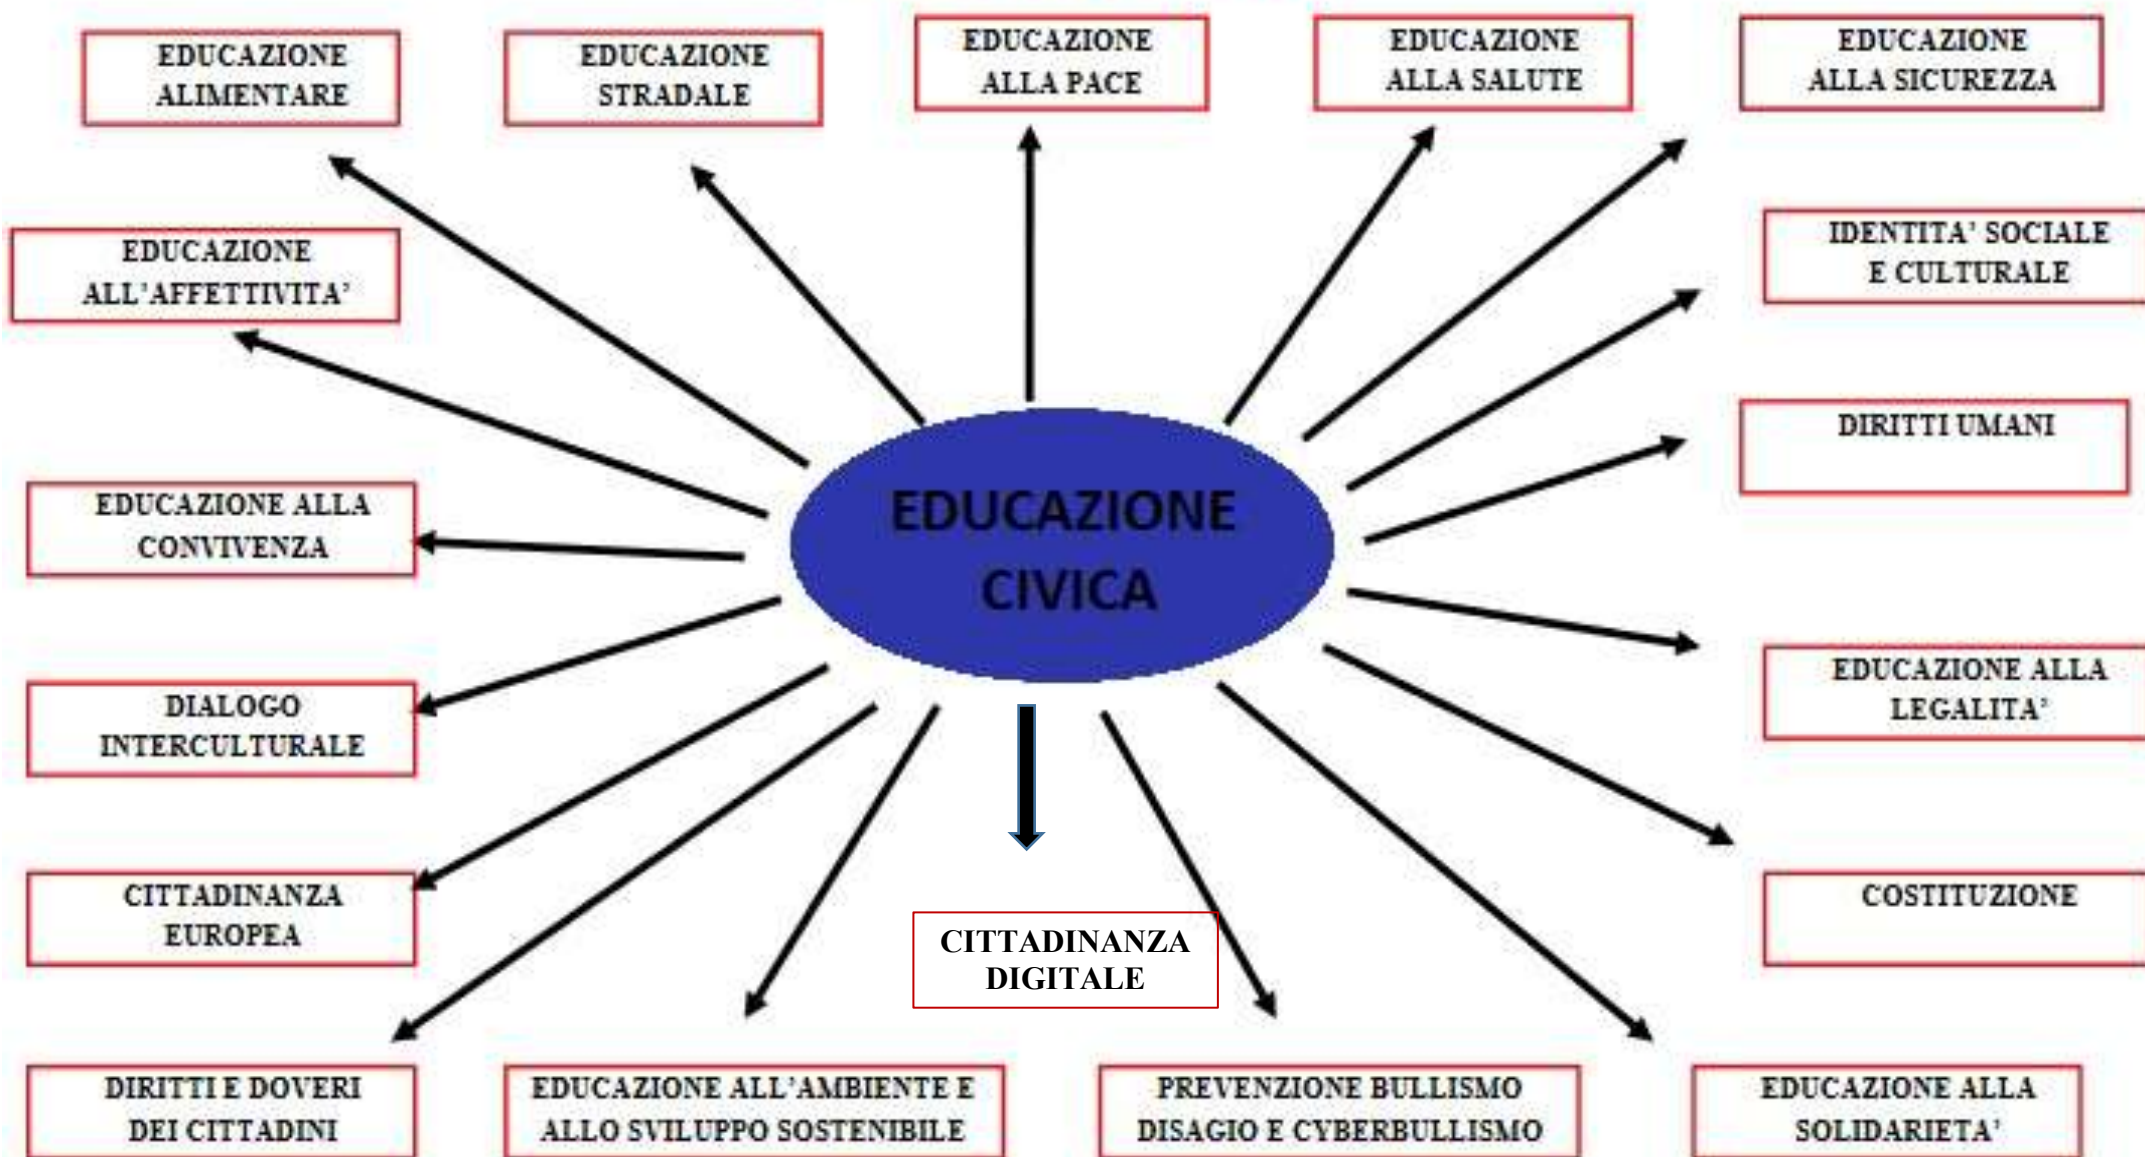 EDUCAZIONE
ALIMENTARE
EDUCAZIONE
STRADALE
EDUCAZIONE
ALLA PACE
EDUCAZIONE
ALLA SALUTE
EDUCAZIONE
ALLA SICUREZZA
EDUCAZIONE
ALL’AFFETTIVITA’
IDENTITA’ SOCIALE
E CULTURALE
DIRITTI UMANI
EDUCAZIONE ALLA
CONVIVENZA
EDUCAZIONE
CIVICA
DIALOGO
INTERCULTURALE
EDUCAZIONE ALLA
LEGALITA’
CITTADINANZA
EUROPEA
CITTADINANZA
DIGITALE
COSTITUZIONE
DIRITTI E DOVERI
DEI CITTADINI
EDUCAZIONE ALL’AMBIENTE E
ALLO SVILUPPO SOSTENIBILE
PREVENZIONE BULLISMO
DISAGIO E CYBERBULLISMO
EDUCAZIONE ALLA
SOLIDARIETA’